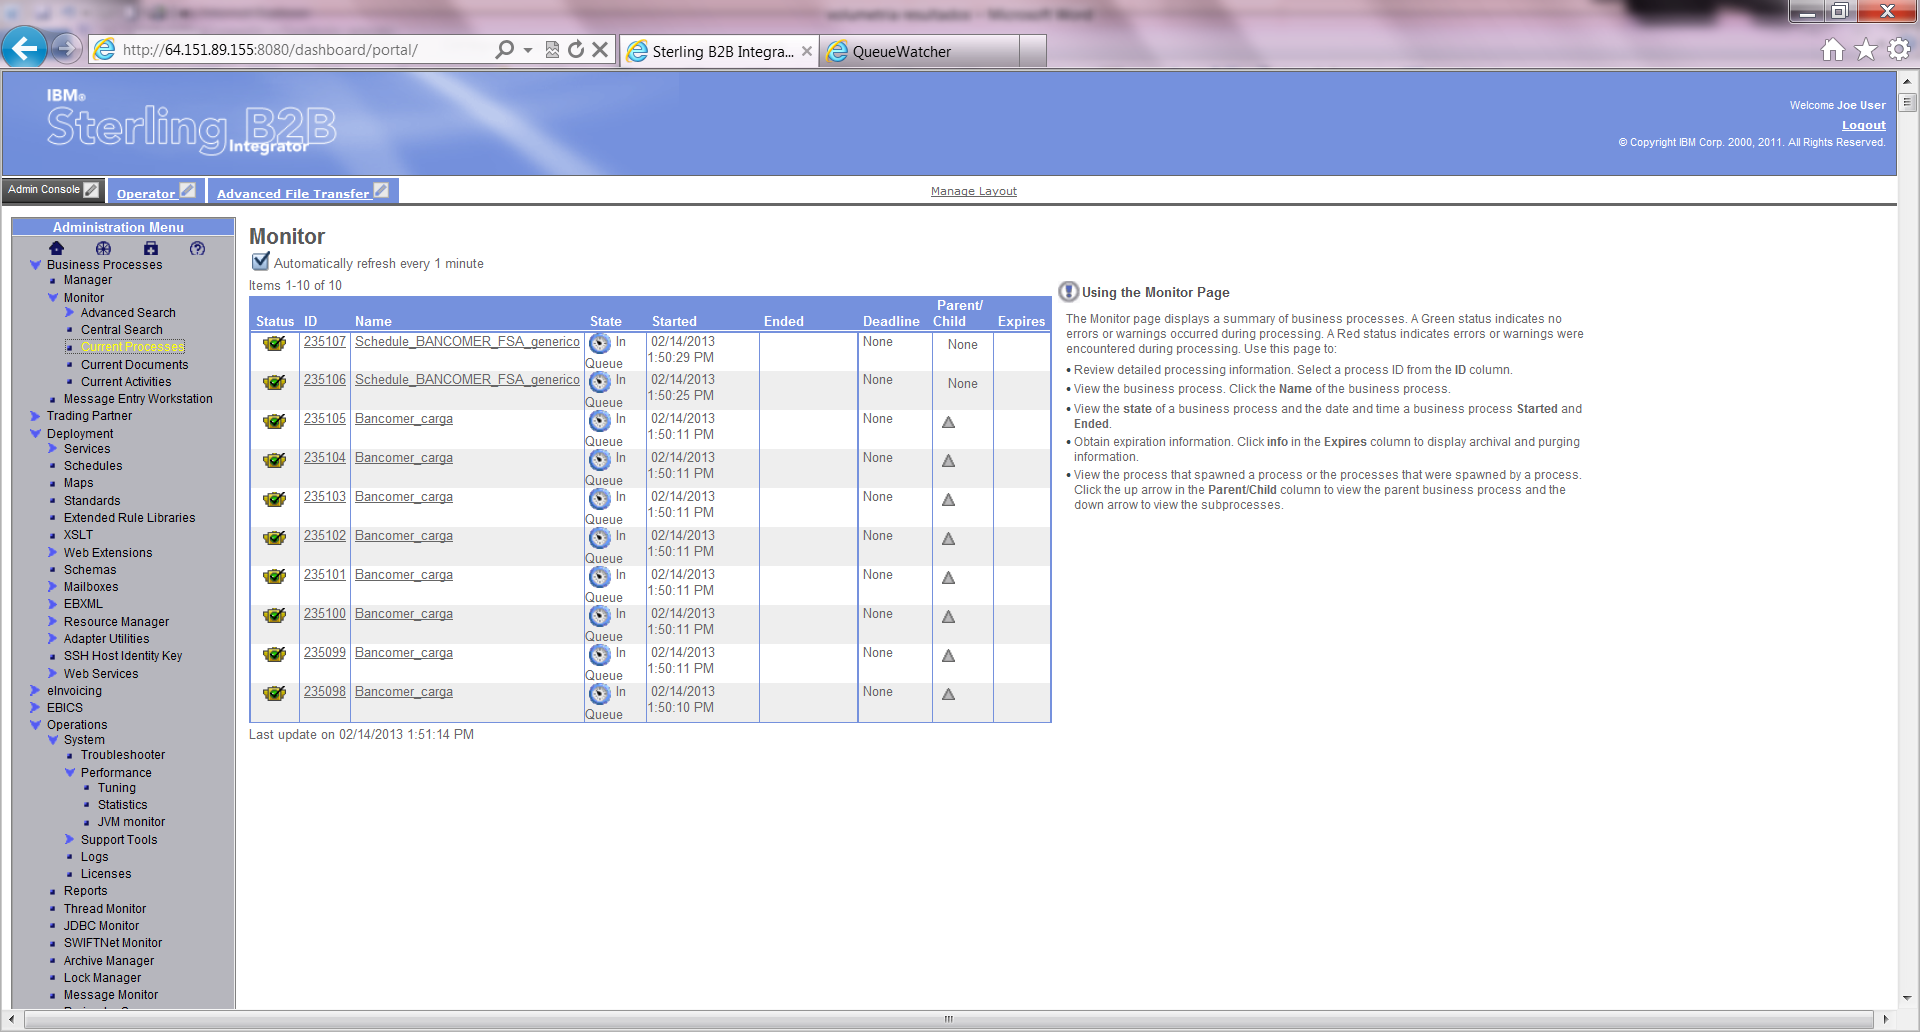 http://64.151.89.155:8080/dashboard/portal/
Sterling B2B Integra...
QueueWatcher
IBM®
Sterling B2B
Integrator
Welcome Joe User
Logout
© Copyright IBM Corp. 2000, 2011. All Rights Reserved.
Admin Console
Operator
Advanced File Transfer
Manage Layout
Administration Menu
Business Processes
Manager
Monitor
Advanced Search
Central Search
Current Processes
Current Documents
Current Activities
Message Entry Workstation
Trading Partner
Deployment
Services
Schedules
Maps
Standards
Extended Rule Libraries
XSLT
Web Extensions
Schemas
Mailboxes
EBXML
Resource Manager
Adapter Utilities
SSH Host Identity Key
Web Services
eInvoicing
EBICS
Operations
System
Troubleshooter
Performance
Tuning
Statistics
JVM monitor
Support Tools
Logs
Licenses
Reports
Thread Monitor
JDBC Monitor
SWIFTNet Monitor
Archive Manager
Lock Manager
Message Monitor
Monitor
Automatically refresh every 1 minute
Items 1-10 of 10
Status ID Name State Started Ended Deadline Parent/Child Expires
235107 Schedule_BANCOMER_FSA_generico In Queue 02/14/2013 1:50:29 PM None None
235106 Schedule_BANCOMER_FSA_generico In Queue 02/14/2013 1:50:25 PM None None
235105 Bancomer_carga In Queue 02/14/2013 1:50:11 PM None
235104 Bancomer_carga In Queue 02/14/2013 1:50:11 PM None
235103 Bancomer_carga In Queue 02/14/2013 1:50:11 PM None
235102 Bancomer_carga In Queue 02/14/2013 1:50:11 PM None
235101 Bancomer_carga In Queue 02/14/2013 1:50:11 PM None
235100 Bancomer_carga In Queue 02/14/2013 1:50:11 PM None
235099 Bancomer_carga In Queue 02/14/2013 1:50:11 PM None
235098 Bancomer_carga In Queue 02/14/2013 1:50:10 PM None
Last update on 02/14/2013 1:51:14 PM
Using the Monitor Page
The Monitor page displays a summary of business processes. A Green status indicates no
errors or warnings occurred during processing. A Red status indicates errors or warnings were
encountered during processing. Use this page to:
• Review detailed processing information. Select a process ID from the ID column.
• View the business process. Click the Name of the business process.
• View the state of a business process and the date and time a business process Started and
Ended.
• Obtain expiration information. Click info in the Expires column to display archival and purging
information.
• View the process that spawned a process or the processes that were spawned by a process.
Click the up arrow in the Parent/Child column to view the parent business process and the
down arrow to view the subprocesses.